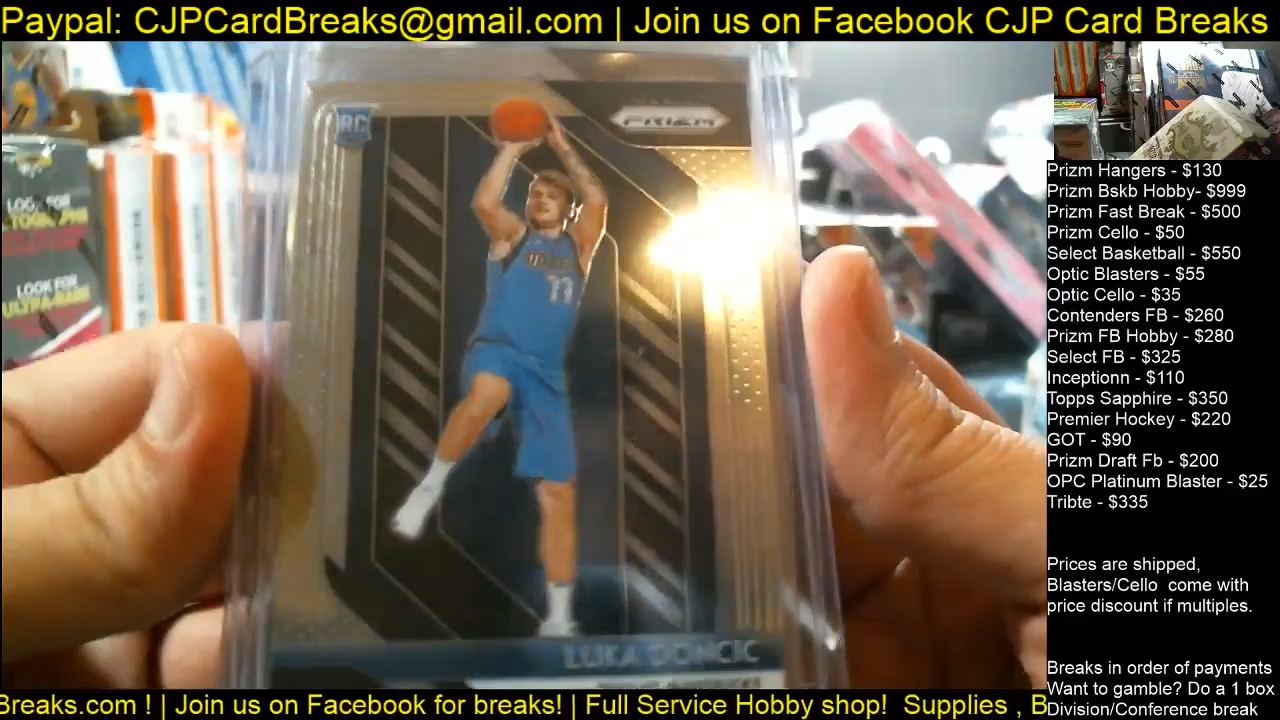 Paypal: CJPCardBreaks@gmail.com | Join us on Facebook CJP Card Breaks
RC
PRIZM
77
LUKA DONCIC
LOOK FOR
LOOK FOR
ULTRA-RARE
Prizm Hangers - $130
Prizm Bskb Hobby- $999
Prizm Fast Break - $500
Prizm Cello - $50
Select Basketball - $550
Optic Blasters - $55
Optic Cello - $35
Contenders FB - $260
Prizm FB Hobby - $280
Select FB - $325
Inceptionn - $110
Topps Sapphire - $350
Premier Hockey - $220
GOT - $90
Prizm Draft Fb - $200
OPC Platinum Blaster - $25
Tribte - $335
Prices are shipped,
Blasters/Cello come with
price discount if multiples.
Breaks in order of payments
Want to gamble? Do a 1 box
Division/Conference break
Breaks.com ! | Join us on Facebook for breaks! | Full Service Hobby shop! Supplies , B